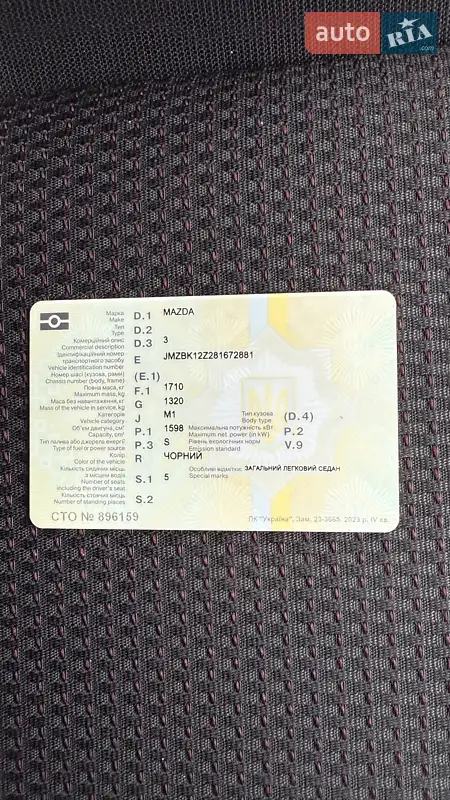 auto RIA.com
Марка D.1 MAZDA
Make
Тип D.2
Type
Комерційний опис D.3 3
Commercial description
Ідентифікаційний номер
транспортного засобу E JMZBK12Z281672881
Vehicle identification number
Номер шасі (кузова, рами) (E.1)
Chassis number (body, frame)
Повна маса, кг F.1 1710
Maximum mass, kg
Маса без навантаження, кг G 1320
Mass of the vehicle in service, kg
Категорія J M1 Тип кузова (D.4)
Vehicle category Body type
Об'єм двигуна, см³ P.1 1598 Максимальна потужність кВт P.2
Capacity, cm³ Maximum net power (in kW)
Тип палива або джерела енергії P.3 S Рівень екологічних норм V.9
Type of fuel or power source Emission standard
Колір R ЧОРНИЙ
Color of the vehicle
Кількість сидячих місць Особливі відмітки: ЗАГАЛЬНИЙ ЛЕГКОВИЙ СЕДАН
з місцем водія S.1 5 Special marks
Number of seats
including the driver's seat
Кількість стоячих місць S.2
Number of standing places
СТО № 896159 ПК "Україна", Зам. 23-3665. 2023 р. IV кв.